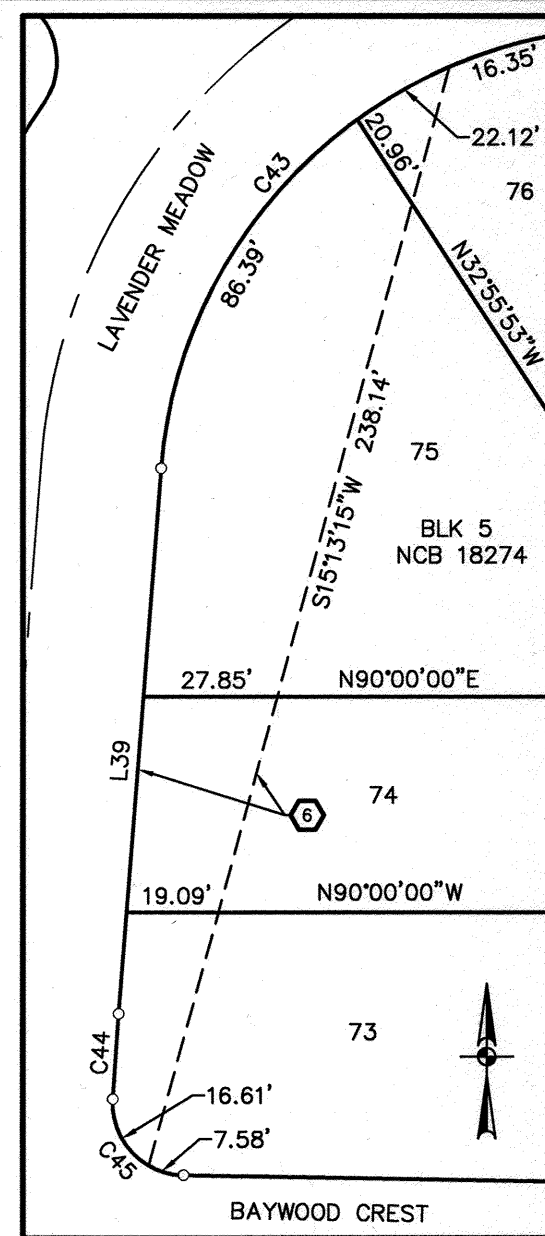 16.35'
22.12'
20.96'
76
C43
LAVENDER MEADOW
86.39'
N32°55'53"W
S15°13'15"W 238.14'
75
BLK 5
NCB 18274
27.85'
N90°00'00"E
L39
74
6
19.09'
N90°00'00"W
73
C44
16.61'
7.58'
C45
BAYWOOD CREST